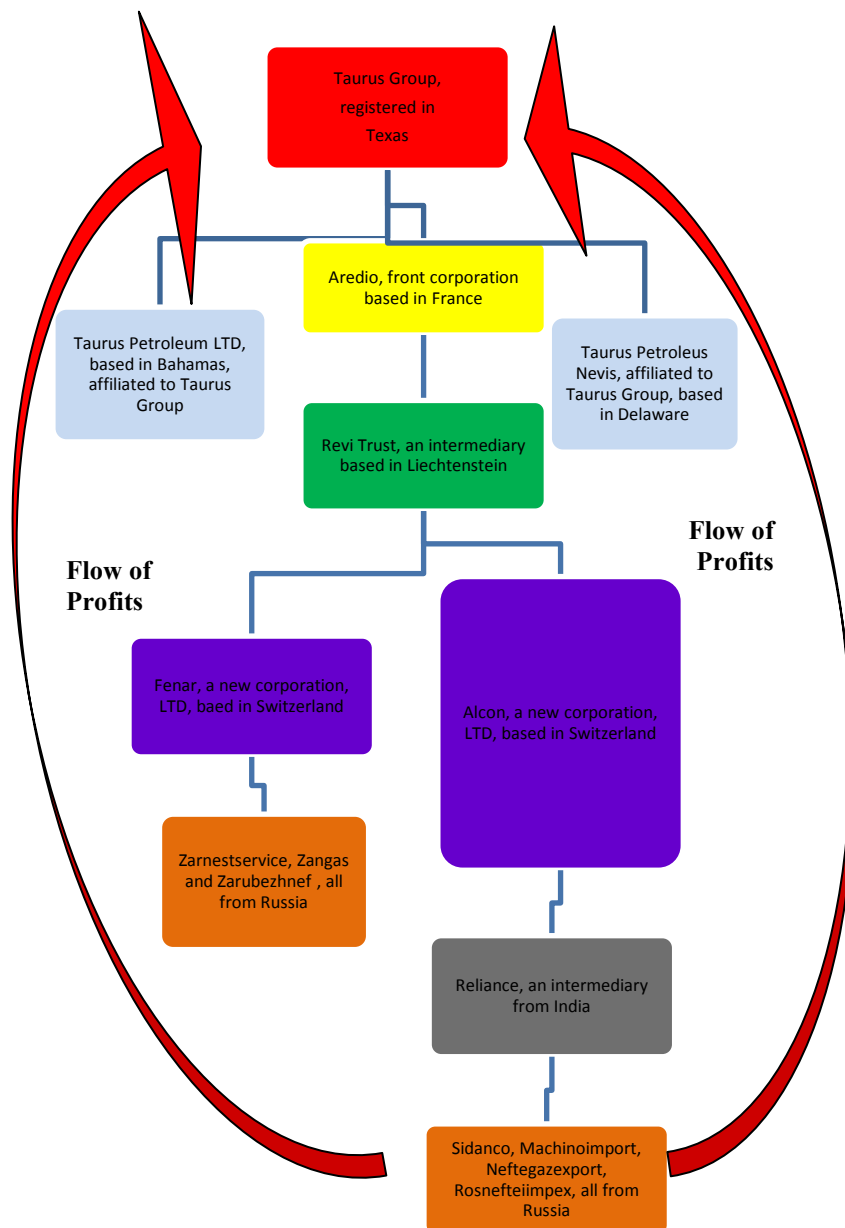 Taurus Group,
registered in
Texas
Aredio, front corporation
based in France
Taurus Petroleum LTD,
based in Bahamas,
affiliated to Taurus
Group
Taurus Petroleus
Nevis, affiliated to
Taurus Group, based
in Delaware
Revi Trust, an intermediary
based in Liechtenstein
Flow of
Profits
Flow of
Profits
Fenar, a new corporation,
LTD, baed in Switzerland
Alcon, a new corporation,
LTD, based in Switzerland
Zarnestservice, Zangas
and Zarubezhnef , all
from Russia
Reliance, an intermediary
from India
Sidanco, Machinoimport,
Neftegazexport,
Rosnefteiimpex, all from
Russia